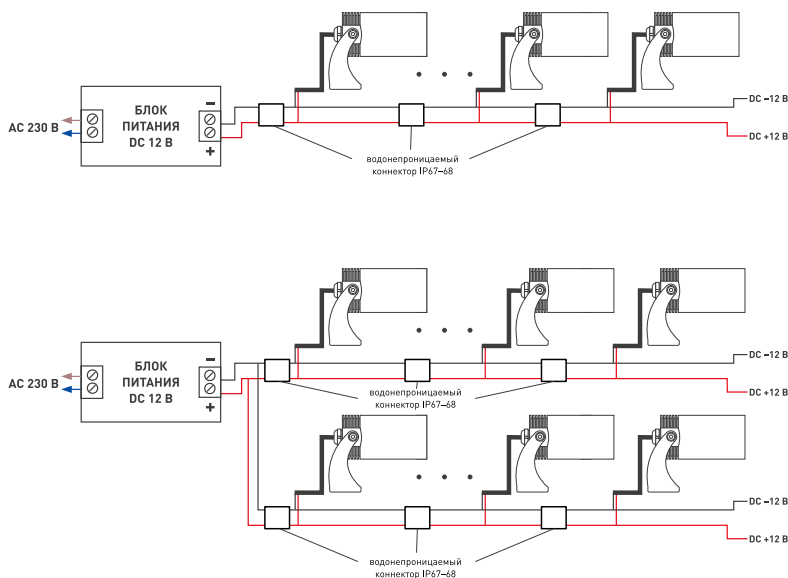 БЛОК
ПИТАНИЯ
DC 12 В
–
+
AC 230 В
DC –12 В
DC +12 В
водонепроницаемый
коннектор IP67–68
БЛОК
ПИТАНИЯ
DC 12 В
–
+
AC 230 В
DC –12 В
DC +12 В
водонепроницаемый
коннектор IP67–68
DC –12 В
DC +12 В
водонепроницаемый
коннектор IP67–68